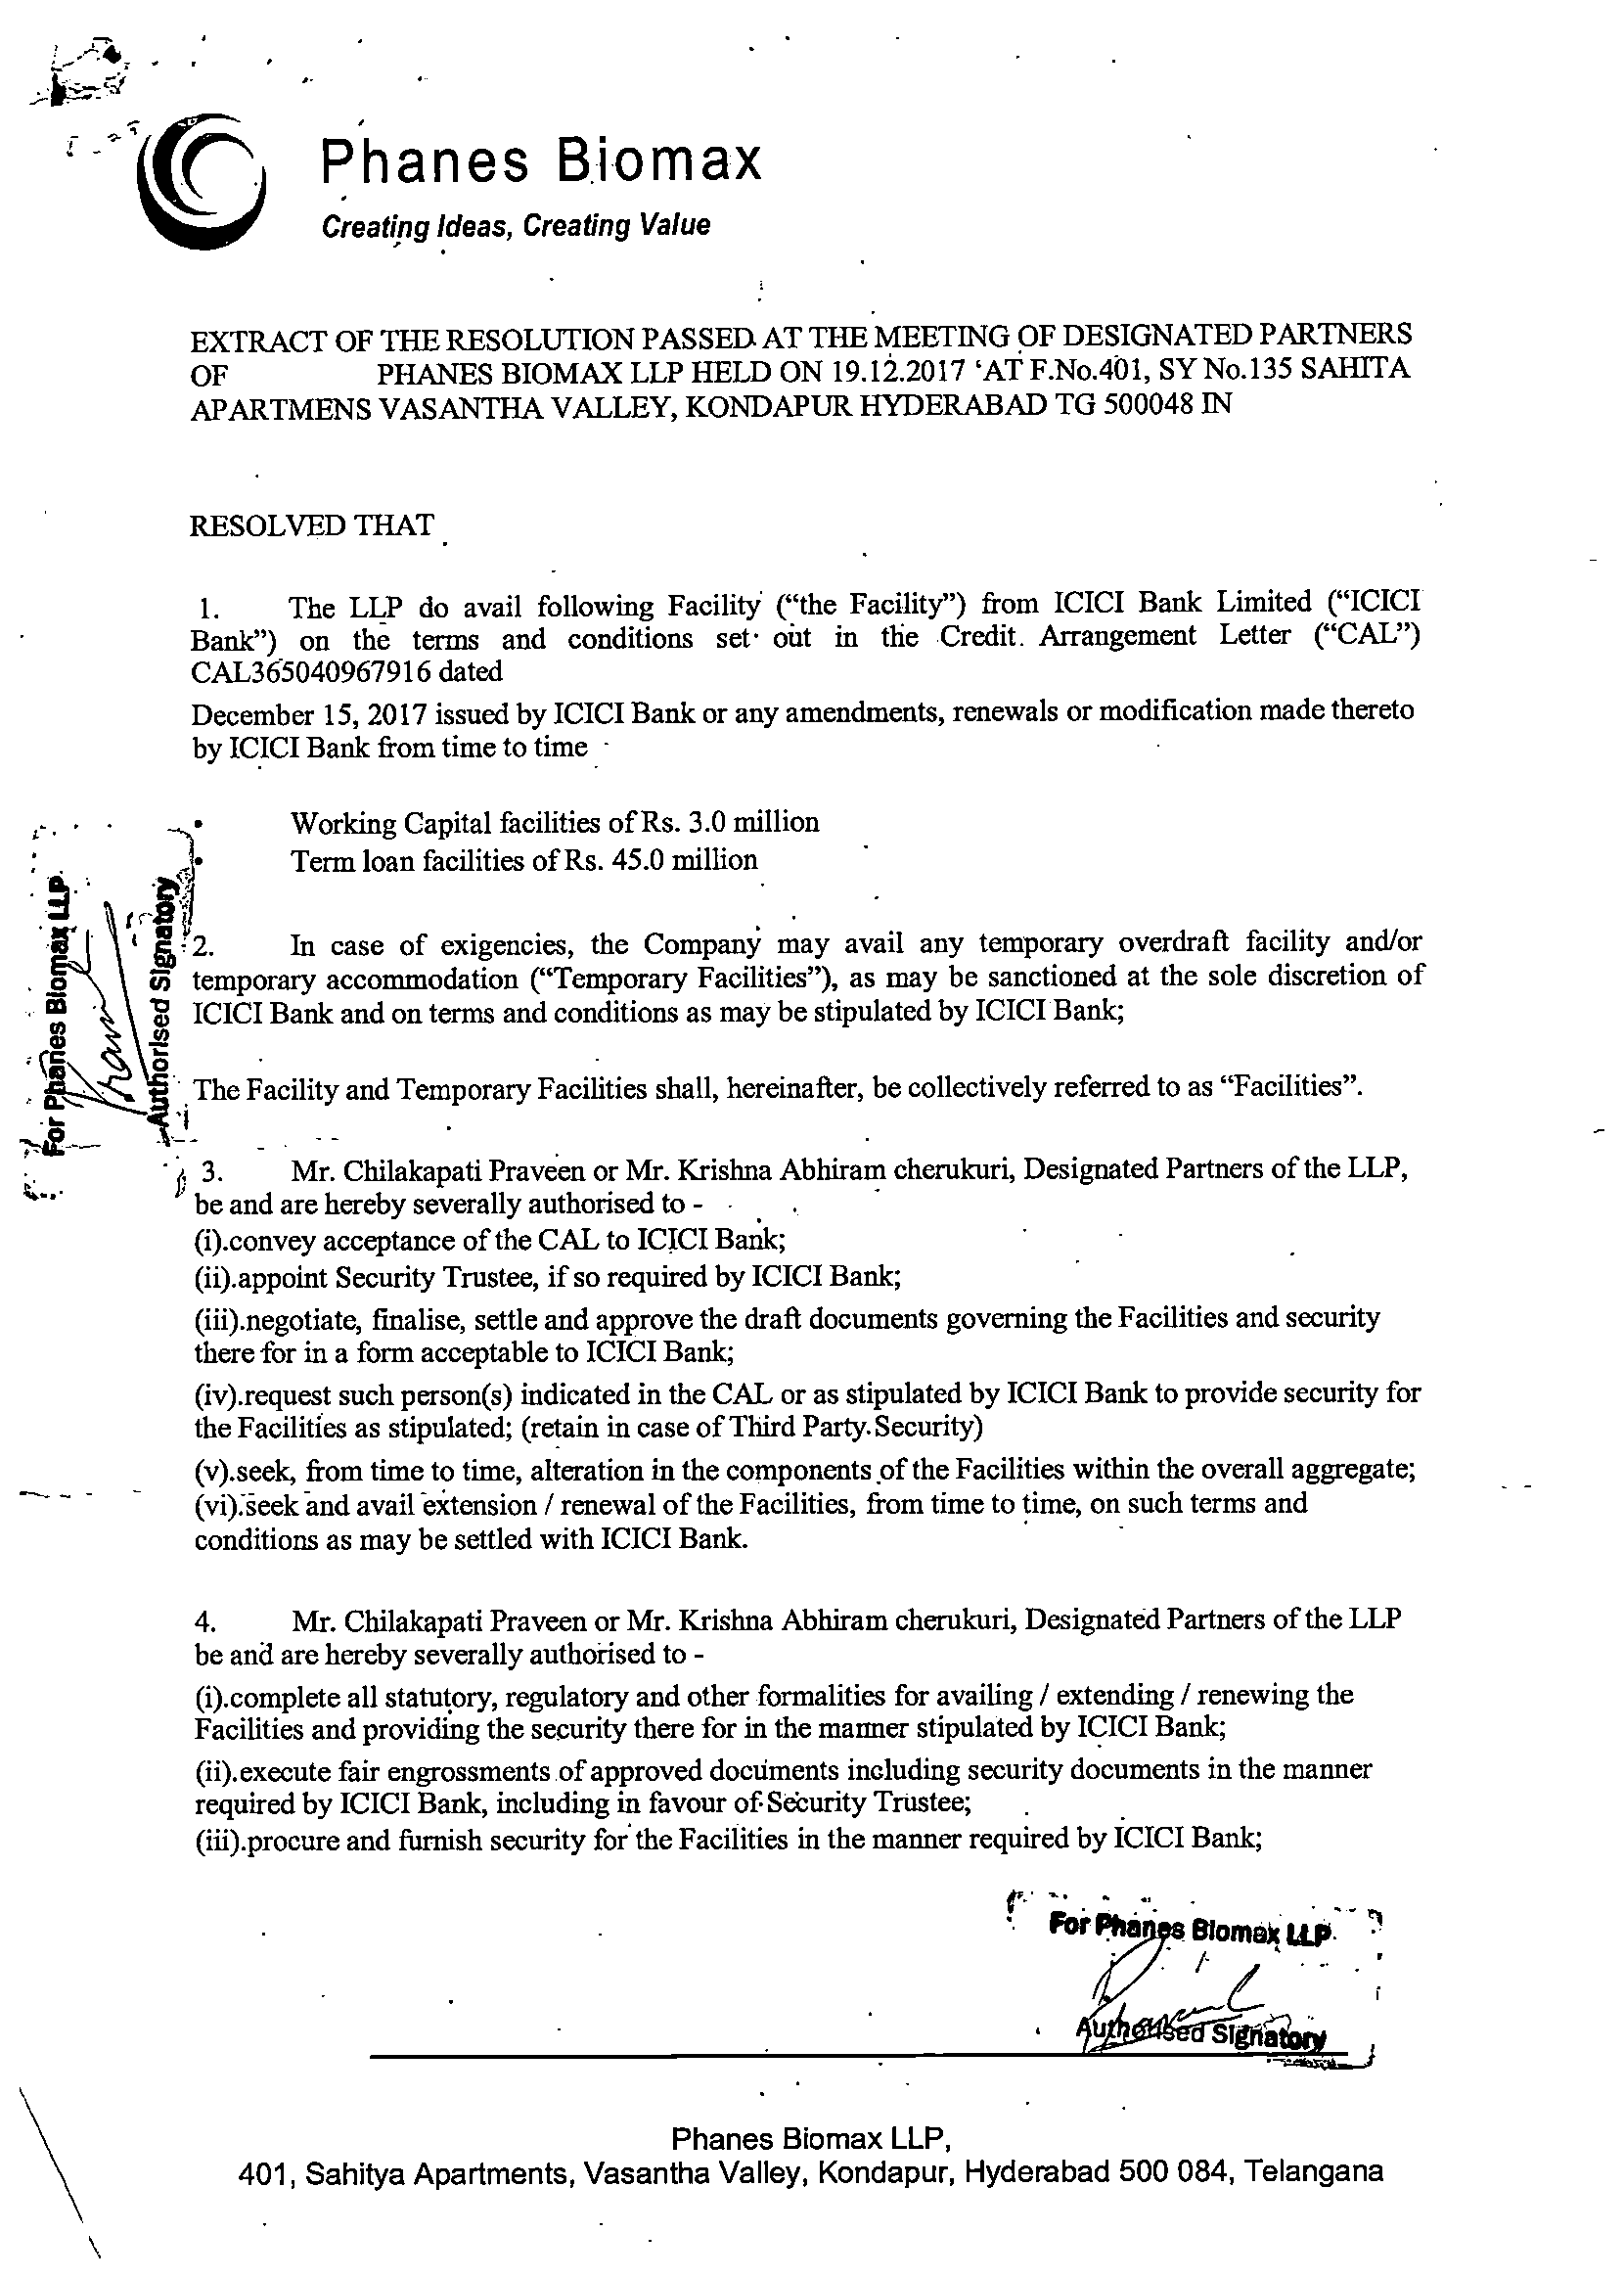 Phanes Biomax
Creating Ideas, Creating Value
EXTRACT OF THE RESOLUTION PASSED AT THE MEETING OF DESIGNATED PARTNERS
OF PHANES BIOMAX LLP HELD ON 19.12.2017 ‘AT F.No.401, SY No.135 SAHITA
APARTMENS VASANTHA VALLEY, KONDAPUR HYDERABAD TG 500048 IN
RESOLVED THAT
1. The LLP do avail following Facility (“the Facility”) from ICICI Bank Limited (“ICICI
Bank”) on the terms and conditions set out in the Credit. Arrangement Letter (“CAL”)
CAL365040967916 dated
December 15, 2017 issued by ICICI Bank or any amendments, renewals or modification made thereto
by ICICI Bank from time to time
• Working Capital facilities of Rs. 3.0 million
• Term loan facilities of Rs. 45.0 million
2. In case of exigencies, the Company may avail any temporary overdraft facility and/or
temporary accommodation (“Temporary Facilities”), as may be sanctioned at the sole discretion of
ICICI Bank and on terms and conditions as may be stipulated by ICICI Bank;
The Facility and Temporary Facilities shall, hereinafter, be collectively referred to as “Facilities”.
For Phanes Biomax LLP
Authorised Signatory
3. Mr. Chilakapati Praveen or Mr. Krishna Abhiram cherukuri, Designated Partners of the LLP,
be and are hereby severally authorised to -
(i).convey acceptance of the CAL to ICICI Bank;
(ii).appoint Security Trustee, if so required by ICICI Bank;
(iii).negotiate, finalise, settle and approve the draft documents governing the Facilities and security
there for in a form acceptable to ICICI Bank;
(iv).request such person(s) indicated in the CAL or as stipulated by ICICI Bank to provide security for
the Facilities as stipulated; (retain in case of Third Party Security)
(v).seek, from time to time, alteration in the components of the Facilities within the overall aggregate;
(vi).seek and avail extension / renewal of the Facilities, from time to time, on such terms and
conditions as may be settled with ICICI Bank.
4. Mr. Chilakapati Praveen or Mr. Krishna Abhiram cherukuri, Designated Partners of the LLP
be and are hereby severally authorised to -
(i).complete all statutory, regulatory and other formalities for availing / extending / renewing the
Facilities and providing the security there for in the manner stipulated by ICICI Bank;
(ii).execute fair engrossments of approved documents including security documents in the manner
required by ICICI Bank, including in favour of Security Trustee;
(iii).procure and furnish security for the Facilities in the manner required by ICICI Bank;
For Phanes Biomax LLP
Authorised Signatory
Phanes Biomax LLP,
401, Sahitya Apartments, Vasantha Valley, Kondapur, Hyderabad 500 084, Telangana